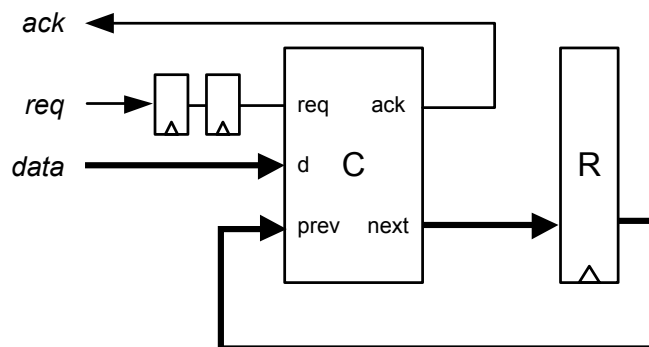 ack
req
data
req ack
d
C
prev next
R